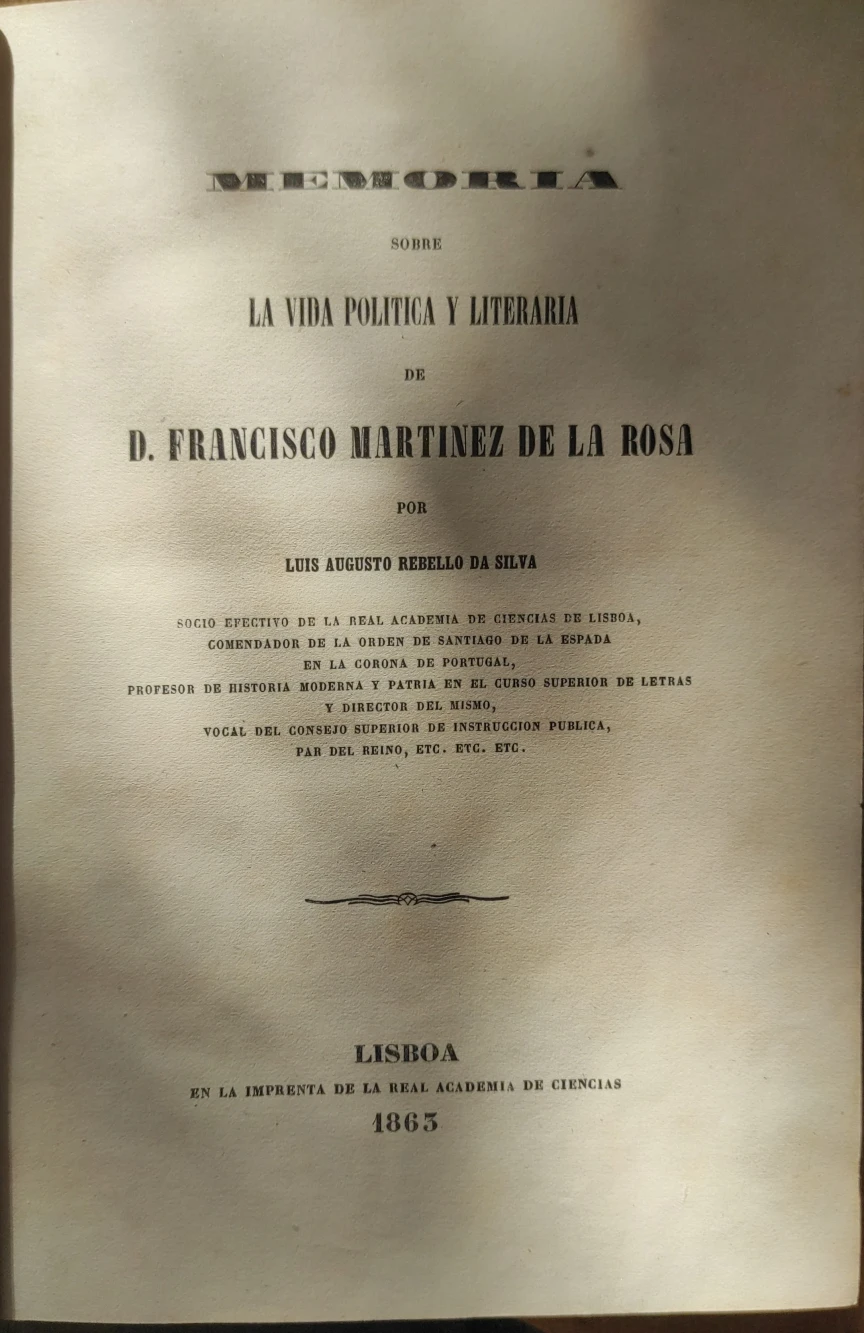 MEMORIA
SOBRE
LA VIDA POLITICA Y LITERARIA
DE
D. FRANCISCO MARTINEZ DE LA ROSA
POR
LUIS AUGUSTO REBELLO DA SILVA
SOCIO EFECTIVO DE LA REAL ACADEMIA DE CIENCIAS DE LISBOA,
COMENDADOR DE LA ORDEN DE SANTIAGO DE LA ESPADA
EN LA CORONA DE PORTUGAL,
PROFESOR DE HISTORIA MODERNA Y PATRIA EN EL CURSO SUPERIOR DE LETRAS
Y DIRECTOR DEL MISMO,
VOCAL DEL CONSEJO SUPERIOR DE INSTRUCCION PUBLICA,
PAR DEL REINO, ETC. ETC. ETC.
LISBOA
EN LA IMPRENTA DE LA REAL ACADEMIA DE CIENCIAS
1863